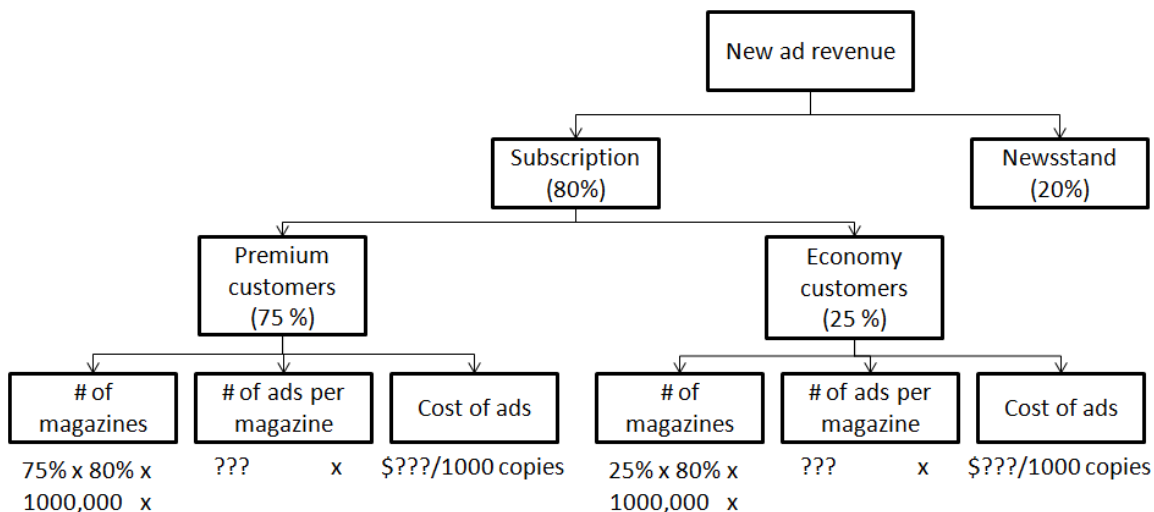 New ad revenue
Subscription
(80%)
Newsstand
(20%)
Premium
customers
(75 %)
Economy
customers
(25 %)
# of
magazines
# of ads per
magazine
Cost of ads
# of
magazines
# of ads per
magazine
Cost of ads
75% x 80% x
1000,000 x
??? x
$???/1000 copies
25% x 80% x
1000,000 x
??? x
$???/1000 copies